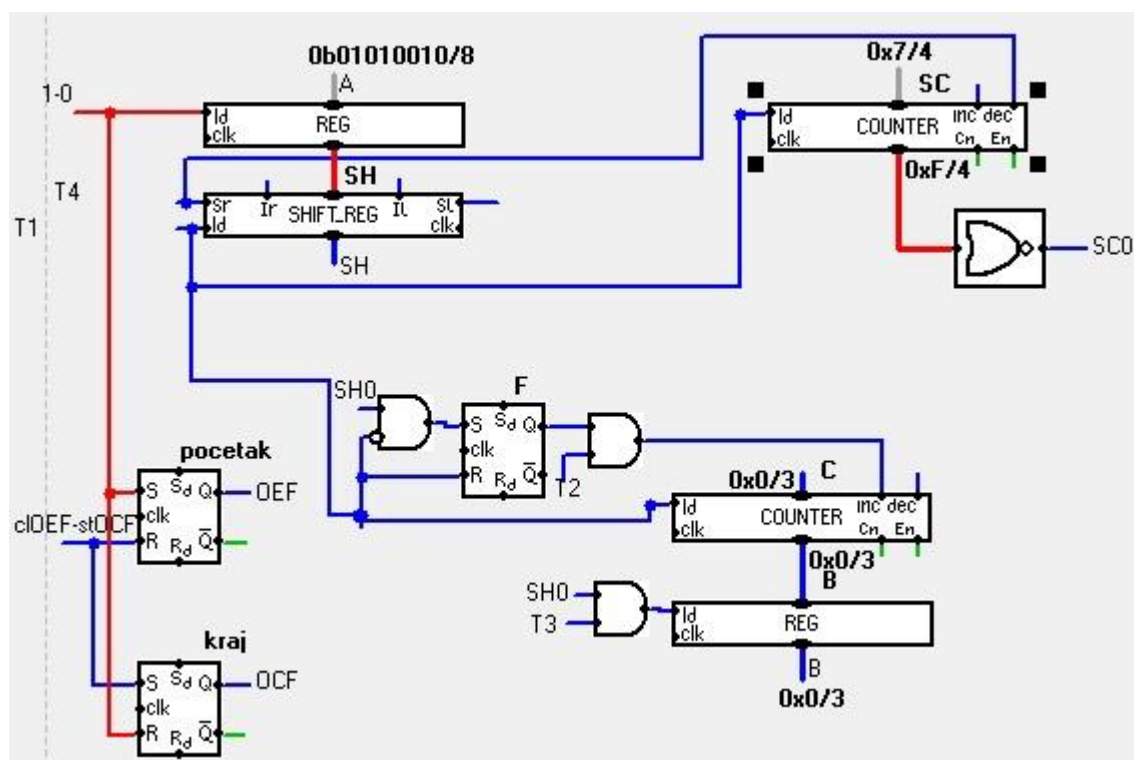 0b01010010/8
A
1-0
ld
clk
REG
T4
T1
SH
Sr
Ir
SHIFT_REG
Il
Sl
ld
clk
SH
0x7/4
SC
ld
clk
COUNTER
inc dec
Cn En
0xF/4
SC0
SH0
F
S Sd Q
clk
R Rd Q
T2
pocetak
S Sd Q
clk
R Rd Q
OEF
clOEF-stOCF
0x0/3
C
ld
clk
COUNTER
inc dec
Cn En
0x0/3
B
SH0
T3
ld
clk
REG
B
0x0/3
kraj
S Sd Q
clk
R Rd Q
OCF